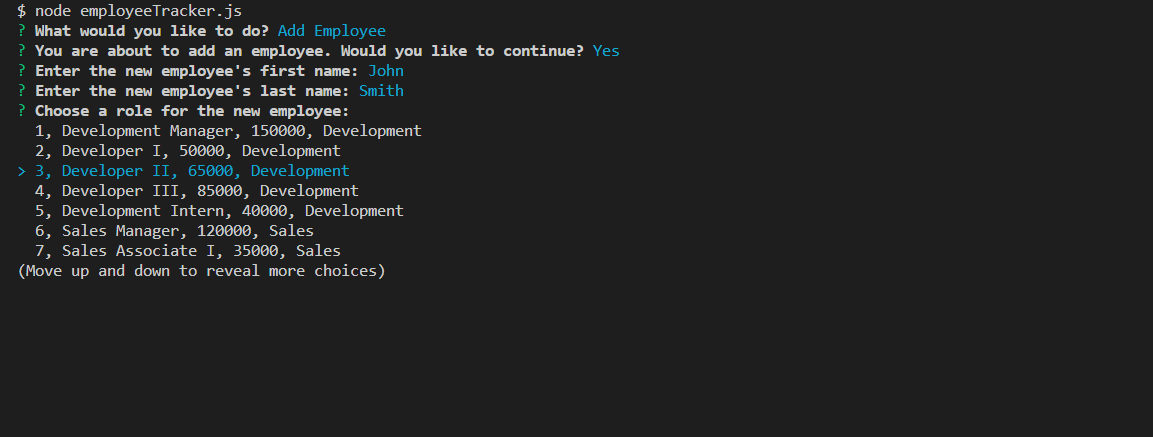 $ node employeeTracker.js
? What would you like to do? Add Employee
? You are about to add an employee. Would you like to continue? Yes
? Enter the new employee's first name: John
? Enter the new employee's last name: Smith
? Choose a role for the new employee:
  1, Development Manager, 150000, Development
  2, Developer I, 50000, Development
> 3, Developer II, 65000, Development
  4, Developer III, 85000, Development
  5, Development Intern, 40000, Development
  6, Sales Manager, 120000, Sales
  7, Sales Associate I, 35000, Sales
(Move up and down to reveal more choices)